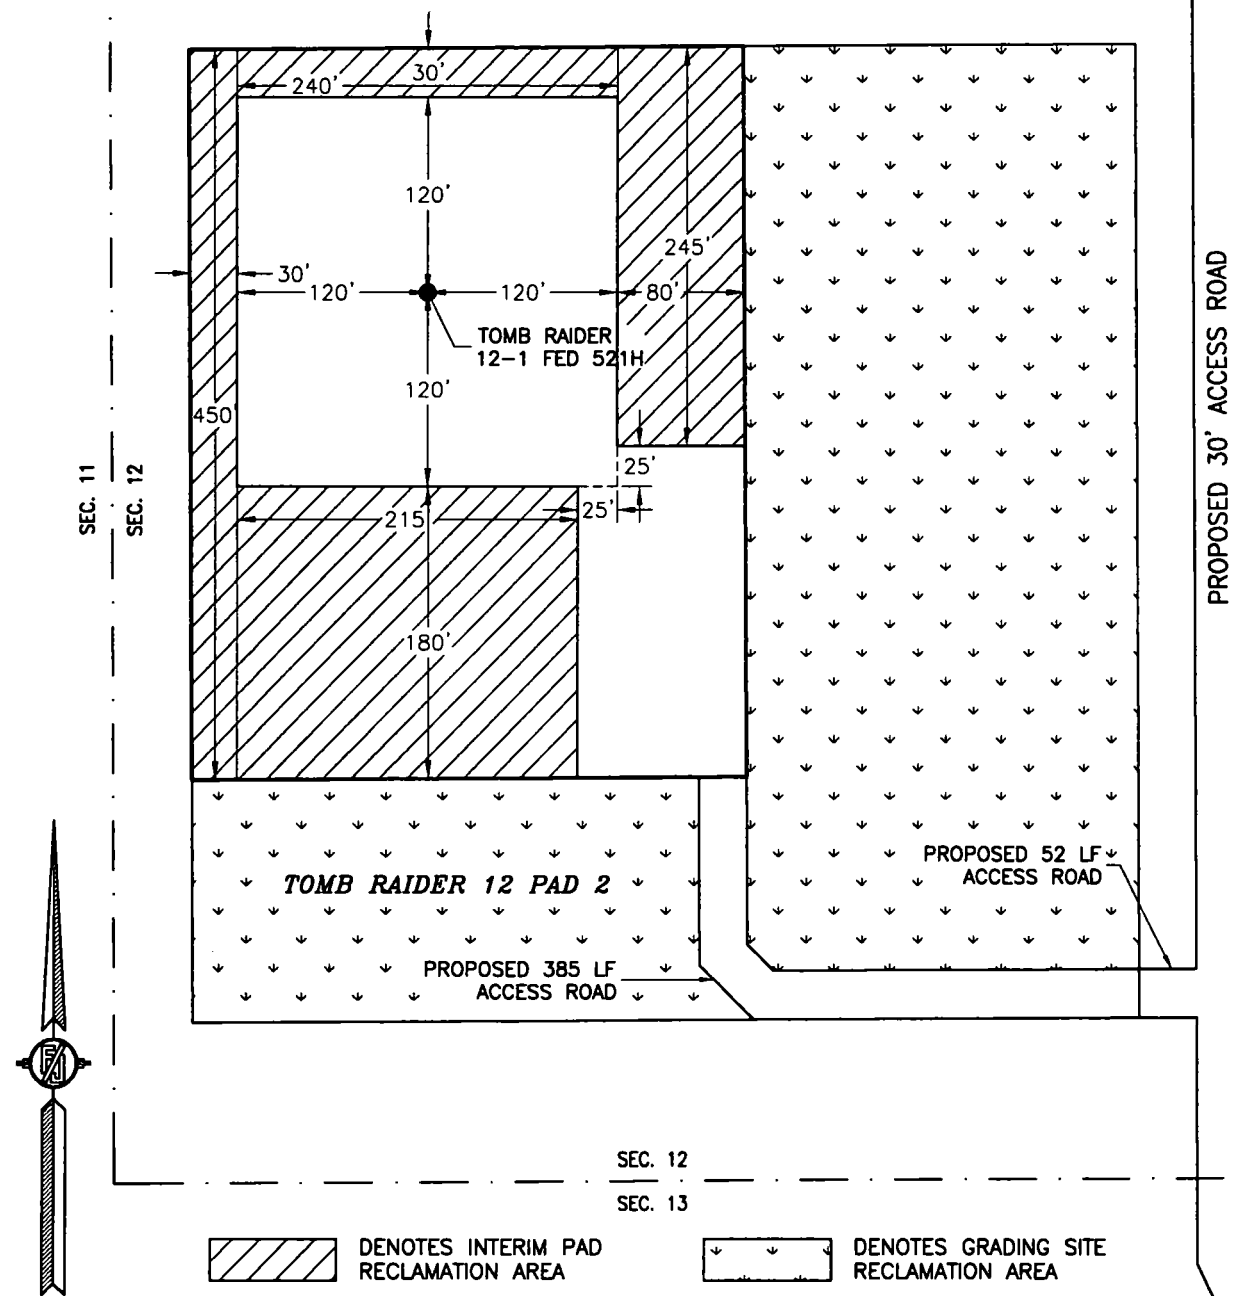 30'
240'
120'
245'
30'
120'
120'
80'
TOMB RAIDER
12-1 FED 521H
120'
450'
25'
SEC. 11
SEC. 12
215'
25'
180'
PROPOSED 30' ACCESS ROAD
PROPOSED 52 LF
ACCESS ROAD
TOMB RAIDER 12 PAD 2
PROPOSED 385 LF
ACCESS ROAD
SEC. 12
SEC. 13
DENOTES INTERIM PAD
RECLAMATION AREA
DENOTES GRADING SITE
RECLAMATION AREA